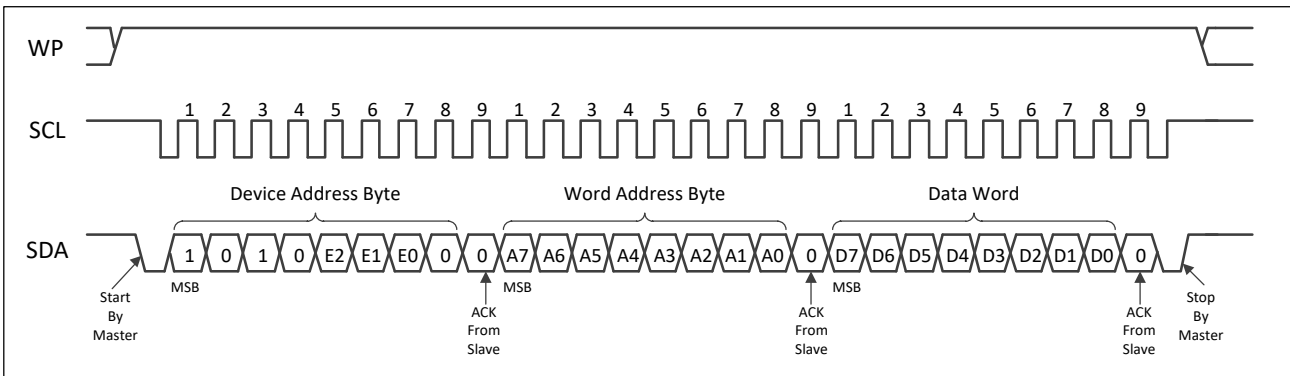 WP
1 2 3 4 5 6 7 8 9 1 2 3 4 5 6 7 8 9 1 2 3 4 5 6 7 8 9
SCL
Device Address Byte Word Address Byte Data Word
SDA 1 0 1 0 E2 E1 E0 0 0 A7 A6 A5 A4 A3 A2 A1 A0 0 D7 D6 D5 D4 D3 D2 D1 D0 0
MSB MSB MSB
Start
By
Master
ACK
From
Slave
ACK
From
Slave
ACK
From
Slave
Stop
By
Master